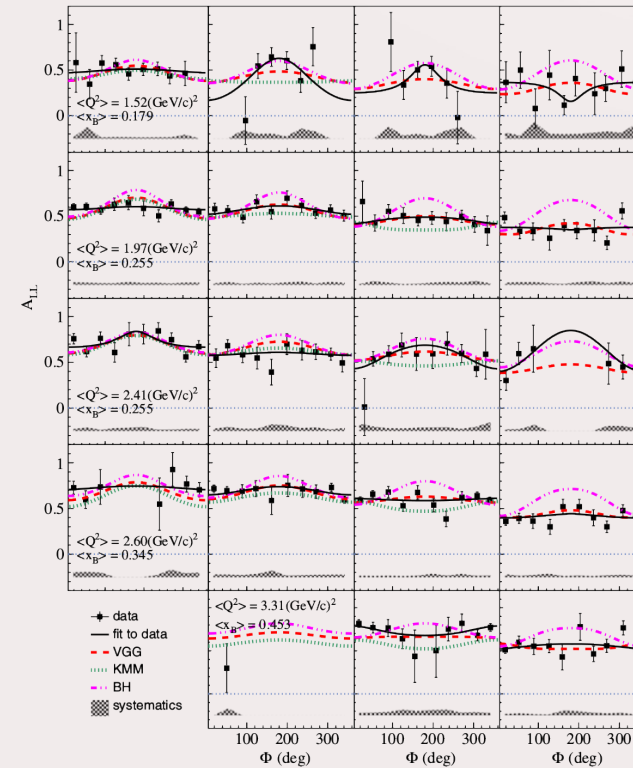 A_LL
1
0.5
0
<Q²> = 1.52(GeV/c)²
<x_B> = 0.179
1
0.5
0
<Q²> = 1.97(GeV/c)²
<x_B> = 0.255
1
0.5
0
<Q²> = 2.41(GeV/c)²
<x_B> = 0.255
1
0.5
0
<Q²> = 2.60(GeV/c)²
<x_B> = 0.345
<Q²> = 3.31(GeV/c)²
<x_B> = 0.453
data
fit to data
VGG
KMM
BH
systematics
100 200 300 100 200 300 100 200 300
Φ (deg) Φ (deg) Φ (deg)